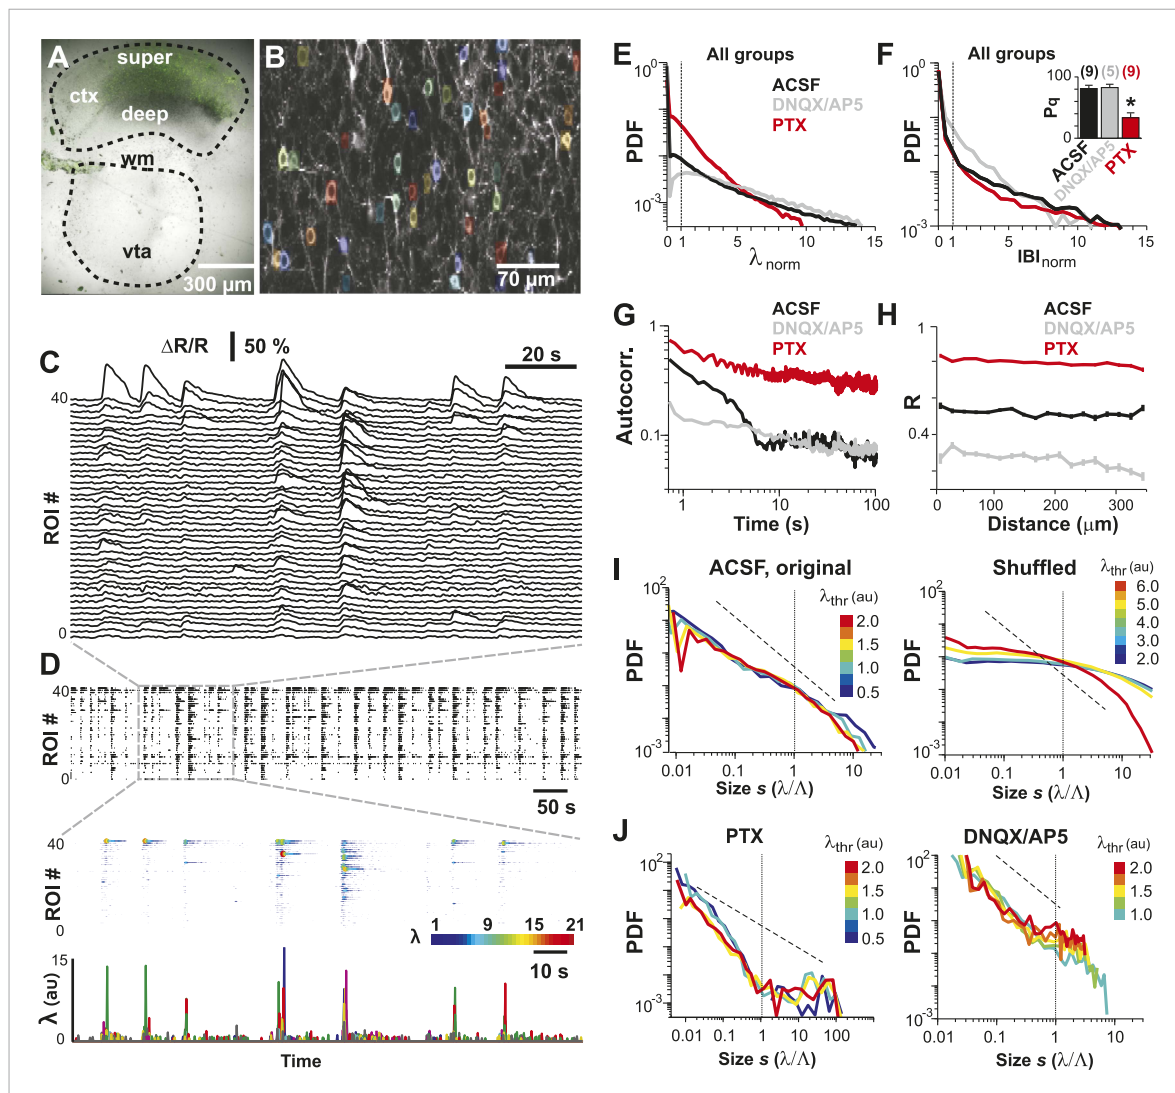 A
super
ctx
deep
wm
vta
300 µm
B
70 µm
C
ΔR/R
50 %
20 s
40
ROI #
0
D
40
ROI #
0
50 s
40
ROI #
0
λ
1 9 15 21
10 s
15
λ (au)
0
Time
E
All groups
ACSF
DNQX/AP5
PTX
PDF
10^0
10^-3
0 1 5 10 15
λ norm
F
All groups
(9) (5) (9)
100
Pq
0
*
ACSF
DNQX/AP5
PTX
PDF
10^0
10^-3
0 1 5 10 15
IBI norm
G
ACSF
DNQX/AP5
PTX
Autocorr.
1
0.1
1 10 100
Time (s)
H
ACSF
DNQX/AP5
PTX
R
1
0.4
0 100 200 300
Distance (µm)
I
ACSF, original
λthr (au)
2.0
1.5
1.0
0.5
PDF
10^2
10^-3
0.01 0.1 1 10
Size s (λ/Λ)
Shuffled
λthr (au)
6.0
5.0
4.0
3.0
2.0
PDF
10^2
10^-3
0.01 0.1 1 10
Size s (λ/Λ)
J
PTX
λthr (au)
2.0
1.5
1.0
0.5
PDF
10^2
10^-3
0.01 0.1 1 10 100
Size s (λ/Λ)
DNQX/AP5
λthr (au)
2.0
1.5
1.0
PDF
10^2
10^-3
0.01 0.1 1 10
Size s (λ/Λ)